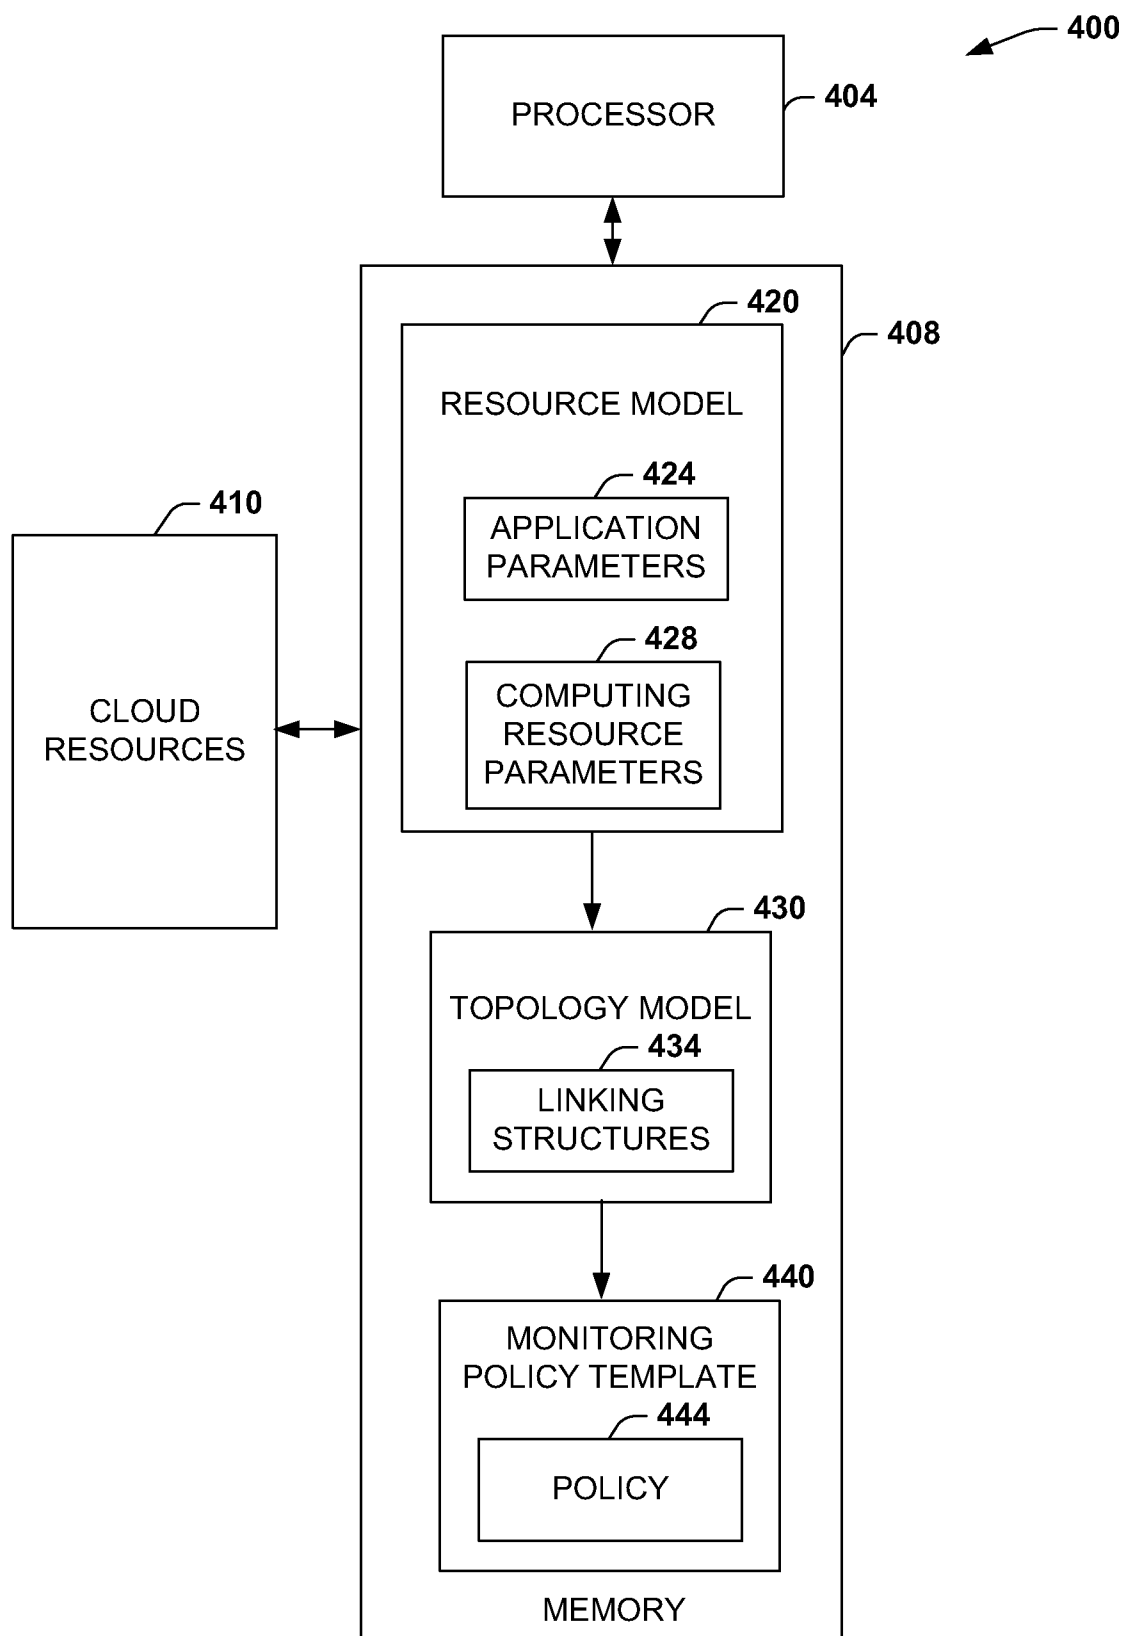 400
PROCESSOR
404
420
408
RESOURCE MODEL
424
APPLICATION
PARAMETERS
410
428
COMPUTING
RESOURCE
PARAMETERS
CLOUD
RESOURCES
430
TOPOLOGY MODEL
434
LINKING
STRUCTURES
440
MONITORING
POLICY TEMPLATE
444
POLICY
MEMORY